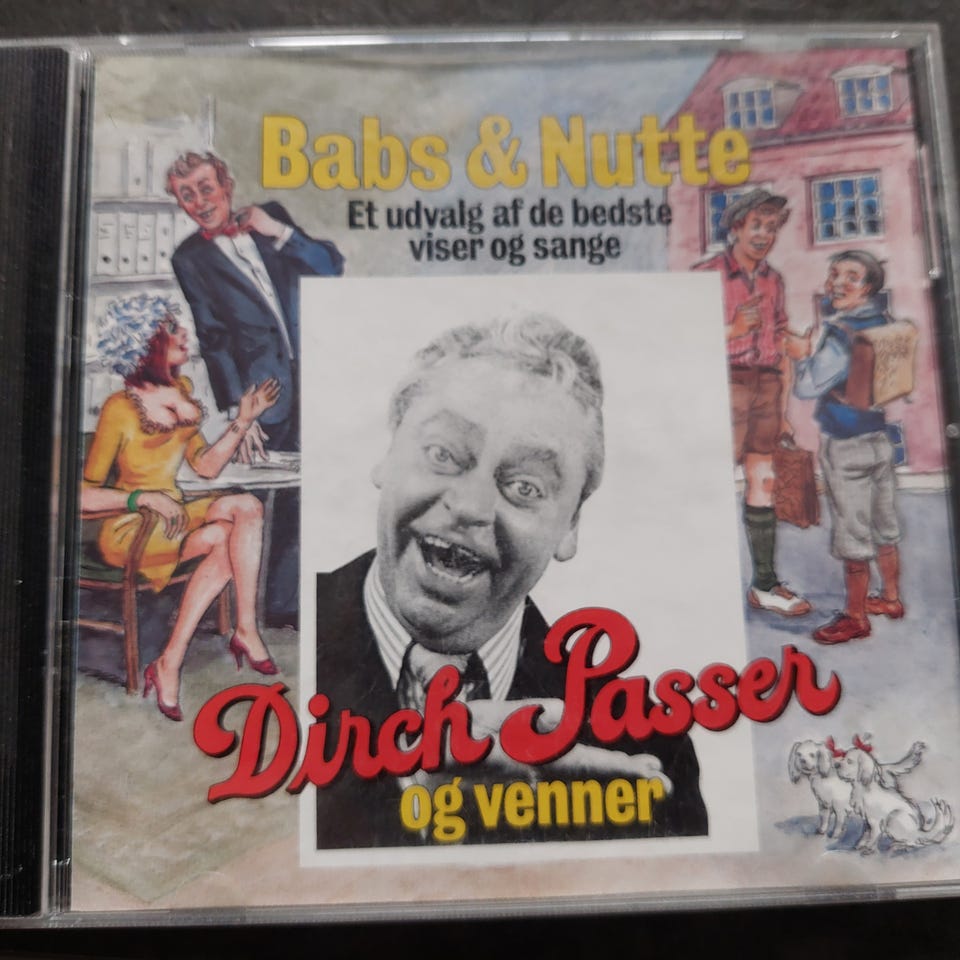 Babs & Nutte
Et udvalg af de bedste
viser og sange
Dirch Passer
og venner